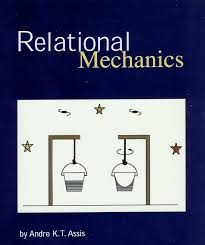 Relational
Mechanics
by Andre K.T. Assis